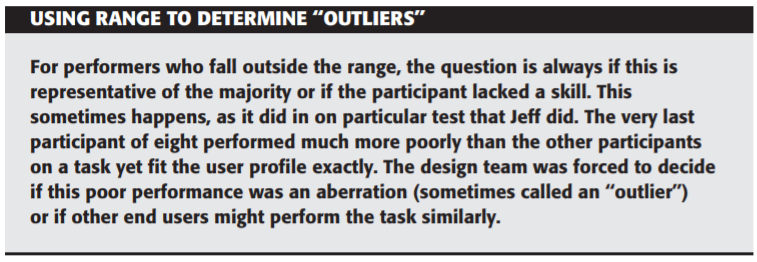 USING RANGE TO DETERMINE “OUTLIERS”
For performers who fall outside the range, the question is always if this is
representative of the majority or if the participant lacked a skill. This
sometimes happens, as it did in on particular test that Jeff did. The very last
participant of eight performed much more poorly than the other participants
on a task yet fit the user profile exactly. The design team was forced to decide
if this poor performance was an aberration (sometimes called an “outlier”)
or if other end users might perform the task similarly.